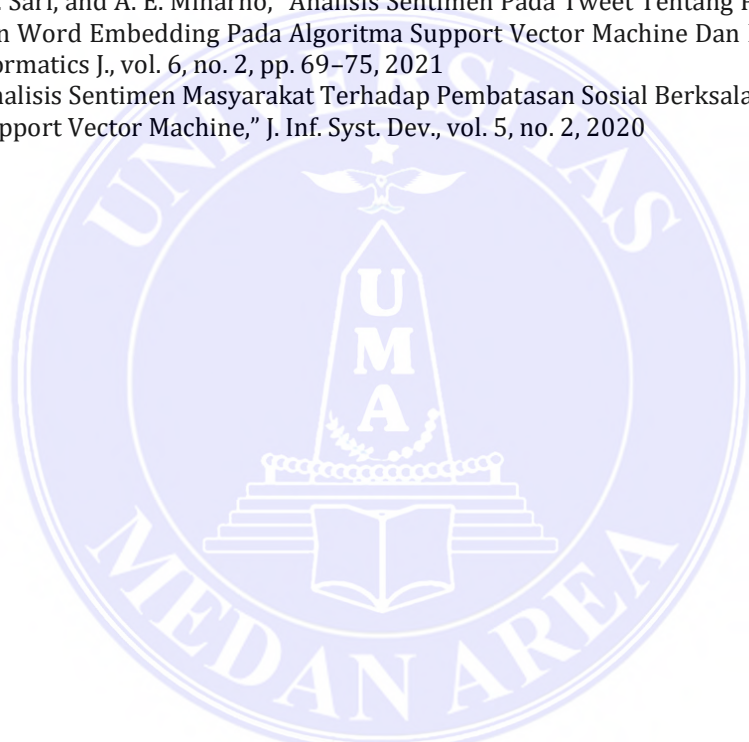 . Sari, and A. E. Minarno, "Analisis Sentimen Pada Tweet Tentang
n Word Embedding Pada Algoritma Support Vector Machine Dan
ormatics J., vol. 6, no. 2, pp. 69–75, 2021
nalisis Sentimen Masyarakat Terhadap Pembatasan Sosial Berksala
pport Vector Machine,” J. Inf. Syst. Dev., vol. 5, no. 2, 2020
UNIVERSITAS
UMA
MEDAN AREA